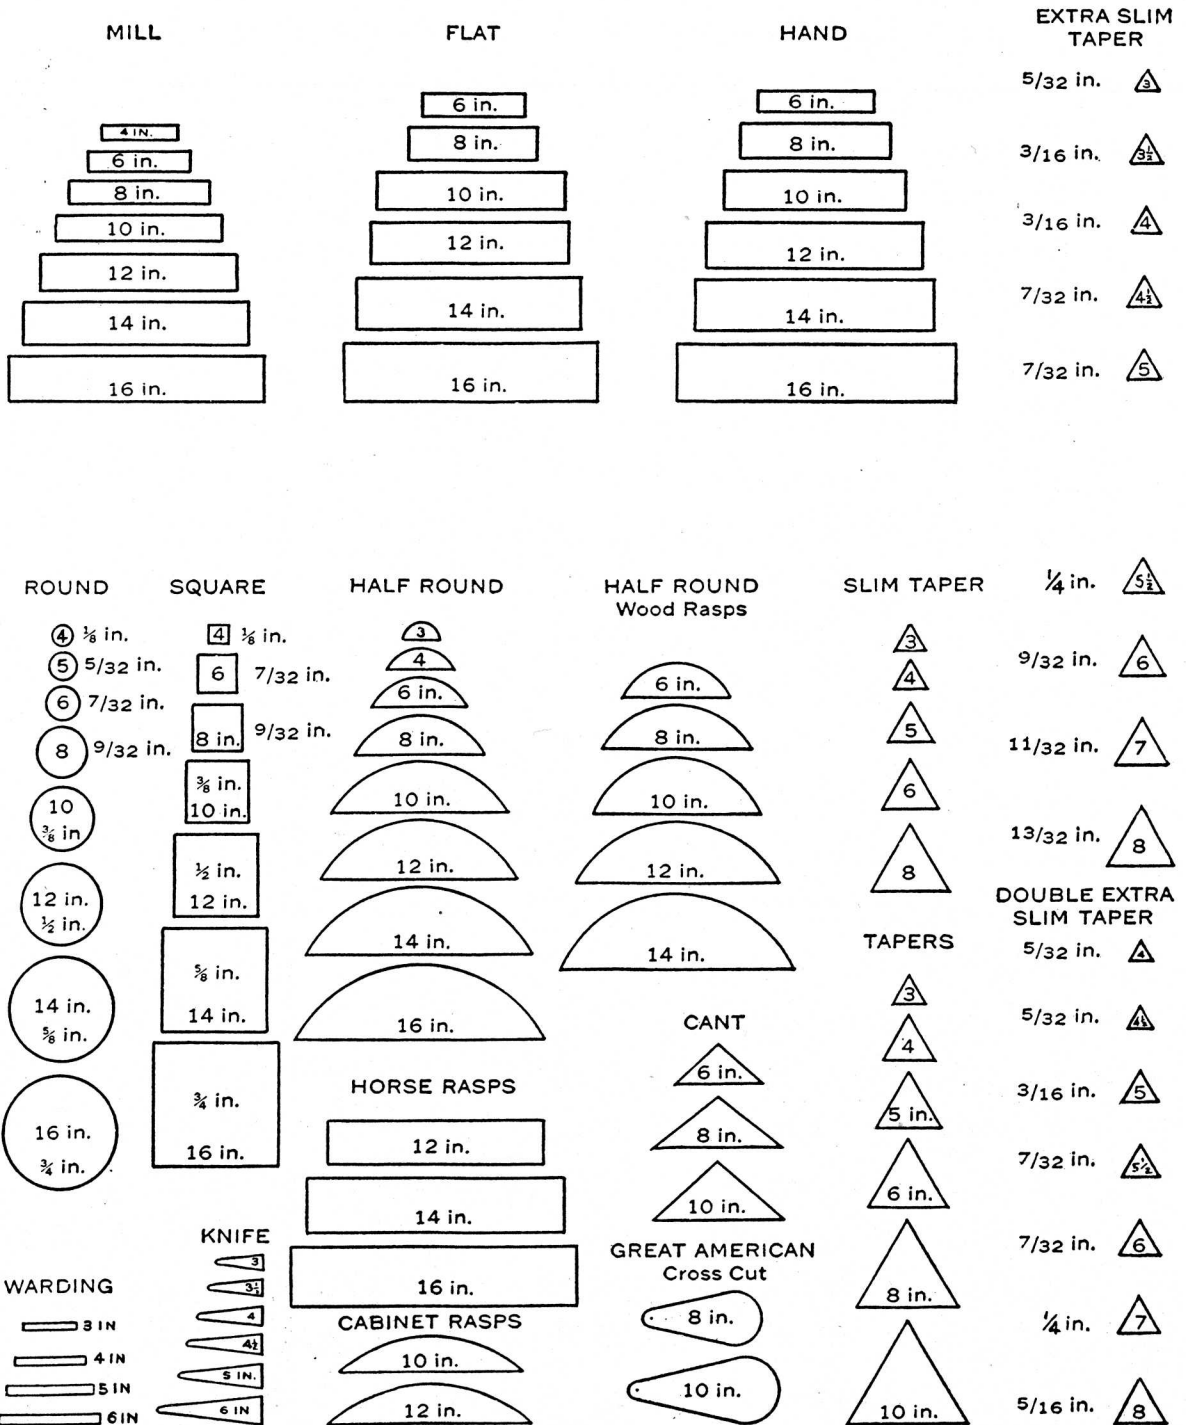 MILL
4 IN.
6 in.
8 in.
10 in.
12 in.
14 in.
16 in.
FLAT
6 in.
8 in.
10 in.
12 in.
14 in.
16 in.
HAND
6 in.
8 in.
10 in.
12 in.
14 in.
16 in.
EXTRA SLIM
TAPER
5/32 in. 3
3/16 in. 3½
3/16 in. 4
7/32 in. 4½
7/32 in. 5
¼ in. 5½
9/32 in. 6
11/32 in. 7
13/32 in. 8
ROUND
4 ⅛ in.
5 5/32 in.
6 7/32 in.
8 9/32 in.
10
⅜ in
12 in.
½ in.
14 in.
⅝ in.
16 in.
¾ in.
SQUARE
4 ⅛ in.
6 7/32 in.
8 in. 9/32 in.
⅜ in.
10 in.
½ in.
12 in.
⅝ in.
14 in.
¾ in.
16 in.
HALF ROUND
3
4
6 in.
8 in.
10 in.
12 in.
14 in.
16 in.
HALF ROUND
Wood Rasps
6 in.
8 in.
10 in.
12 in.
14 in.
SLIM TAPER
3
4
5
6
8
TAPERS
3
4
5 in.
6 in.
8 in.
10 in.
DOUBLE EXTRA
SLIM TAPER
5/32 in. 4
5/32 in. 4½
3/16 in. 5
7/32 in. 5½
7/32 in. 6
¼ in. 7
5/16 in. 8
CANT
6 in.
8 in.
10 in.
HORSE RASPS
12 in.
14 in.
16 in.
GREAT AMERICAN
Cross Cut
8 in.
10 in.
CABINET RASPS
10 in.
12 in.
KNIFE
3
3½
4
4½
5 IN.
6 IN
WARDING
3 IN
4 IN
5 IN
6 IN